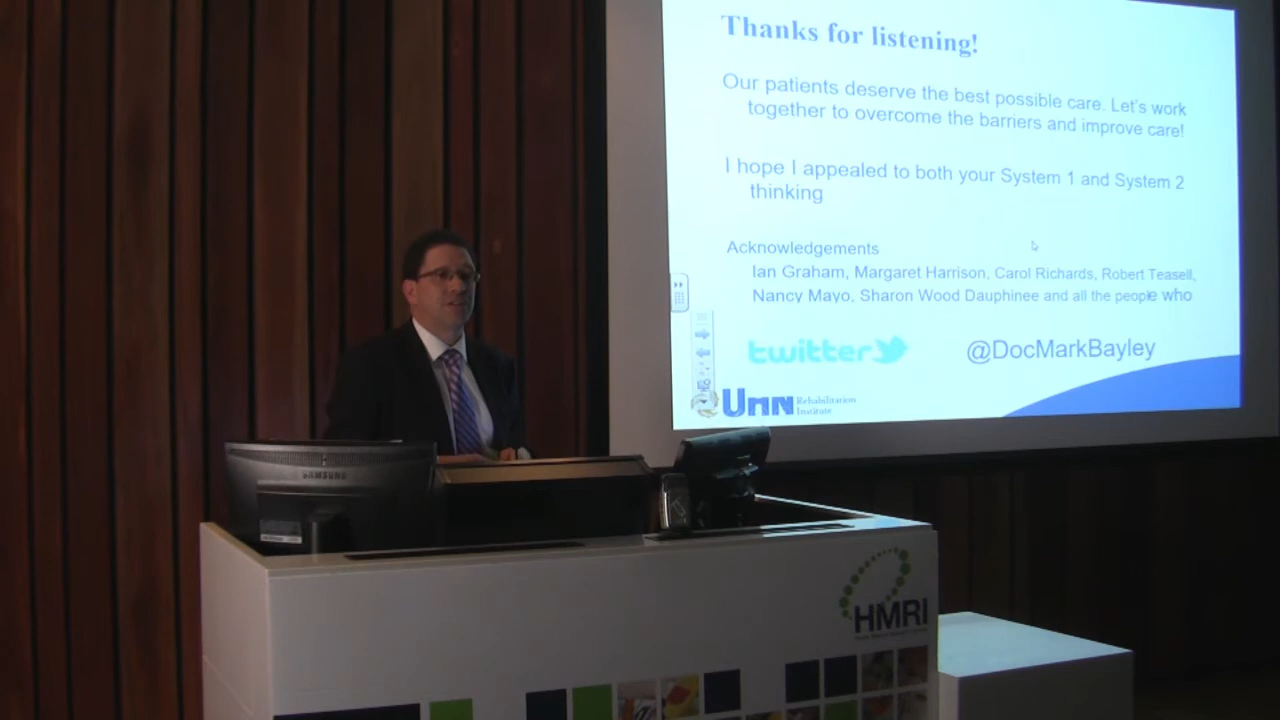 Thanks for listening!
Our patients deserve the best possible care. Let's work
together to overcome the barriers and improve care!
I hope I appealed to both your System 1 and System 2
thinking
Acknowledgements
Ian Graham, Margaret Harrison, Carol Richards, Robert Teasell,
Nancy Mayo, Sharon Wood Dauphinee and all the people who
twitter @DocMarkBayley
UHN Rehabilitation
Institute
SAMSUNG
HMRI